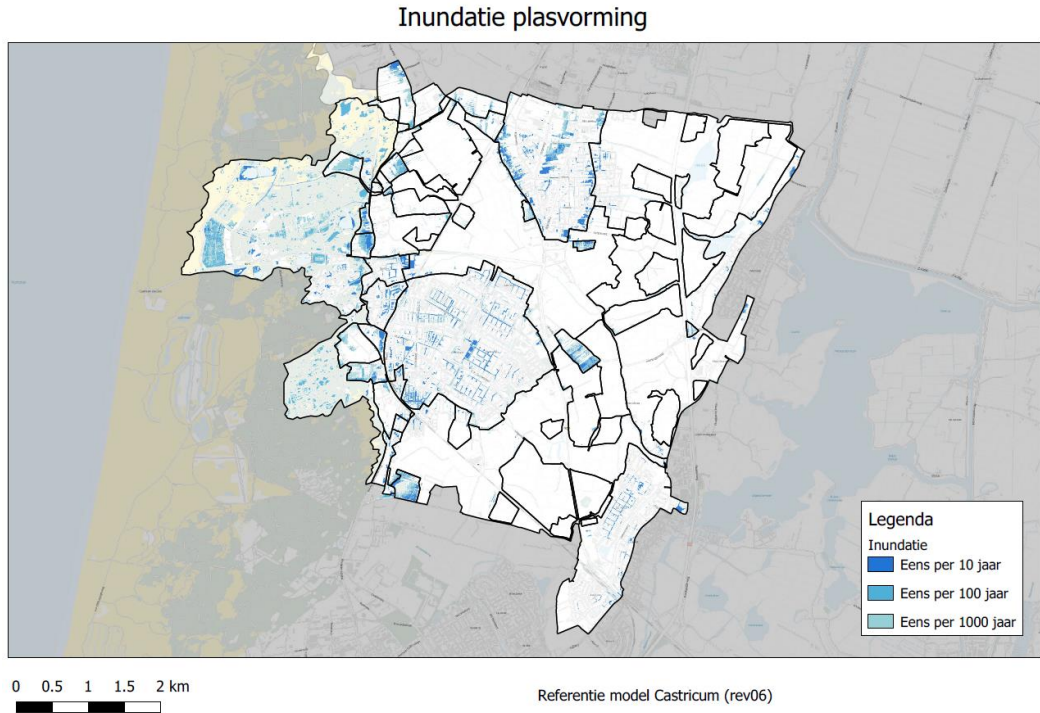 Inundatie plasvorming
Legenda
Inundatie
Eens per 10 jaar
Eens per 100 jaar
Eens per 1000 jaar
0 0.5 1 1.5 2 km
Referentie model Castricum (rev06)